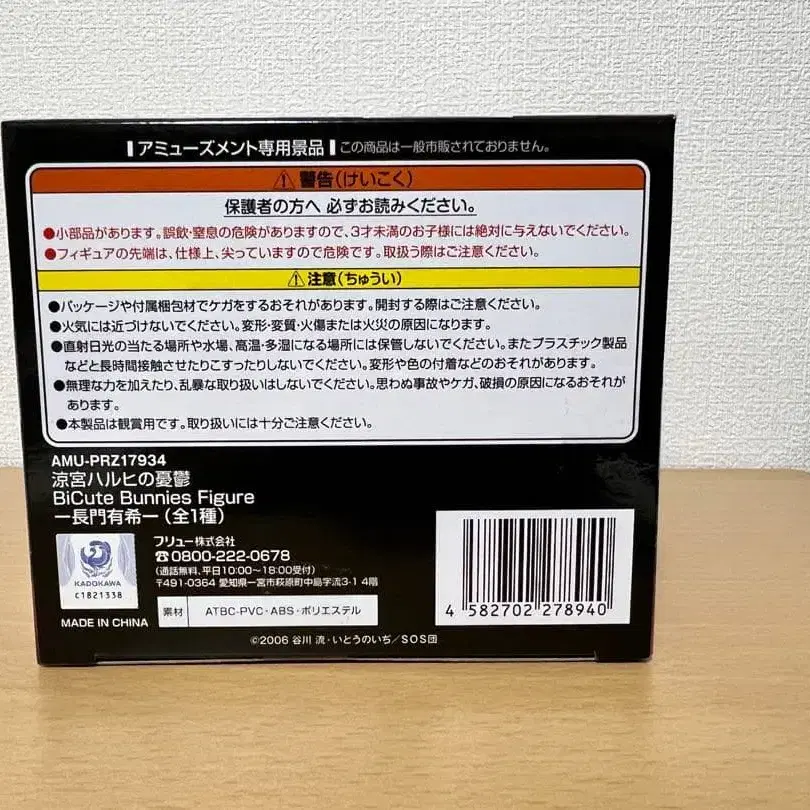 アミューズメント専用景品 この商品は一般市販されておりません。
警告(けいこく)
保護者の方へ 必ずお読みください。
●小部品があります。誤飲・窒息の危険がありますので、3才未満のお子様には絶対に与えないでください。
●フィギュアの先端は、仕様上、尖っていますので危険です。取扱う際はご注意ください。
注意(ちゅうい)
●パッケージや付属梱包材でケガをするおそれがあります。開封する際はご注意ください。
●火気には近づけないでください。変形・変質・火傷または火災の原因になります。
●直射日光の当たる場所や水場、高温・多湿になる場所には保管しないでください。またプラスチック製品
などと長時間接触させたりこすったりしないでください。変形や色の付着などのおそれがあります。
●無理な力を加えたり、乱暴な取り扱いはしないでください。思わぬ事故やケガ、破損の原因になるおそれが
あります。
●本製品は観賞用です。取り扱いには十分ご注意ください。
AMU-PRZ17934
涼宮ハルヒの憂鬱
BiCute Bunnies Figure
ー長門有希ー(全1種)
KADOKAWA
C1821338
MADE IN CHINA
フリュー株式会社
☎0800-222-0678
(通話無料、平日10:00〜18:00受付)
〒491-0364 愛知県一宮市萩原町中島字流3-1 4階
素材 ATBC-PVC・ABS・ポリエステル
4 582702 278940
©2006 谷川 流・いとうのいぢ/SOS団